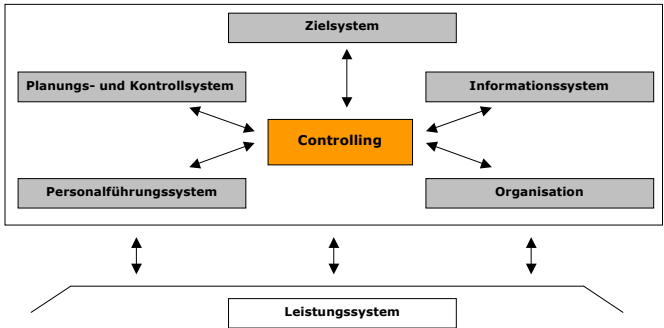 Zielsystem
Planungs- und Kontrollsystem
Informationssystem
Controlling
Personalführungssystem
Organisation
Leistungssystem